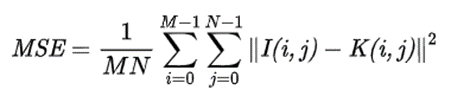 MSE = \frac{1}{MN} \sum_{i=0}^{M-1} \sum_{j=0}^{N-1} \|I(i,j) - K(i,j)\|^2